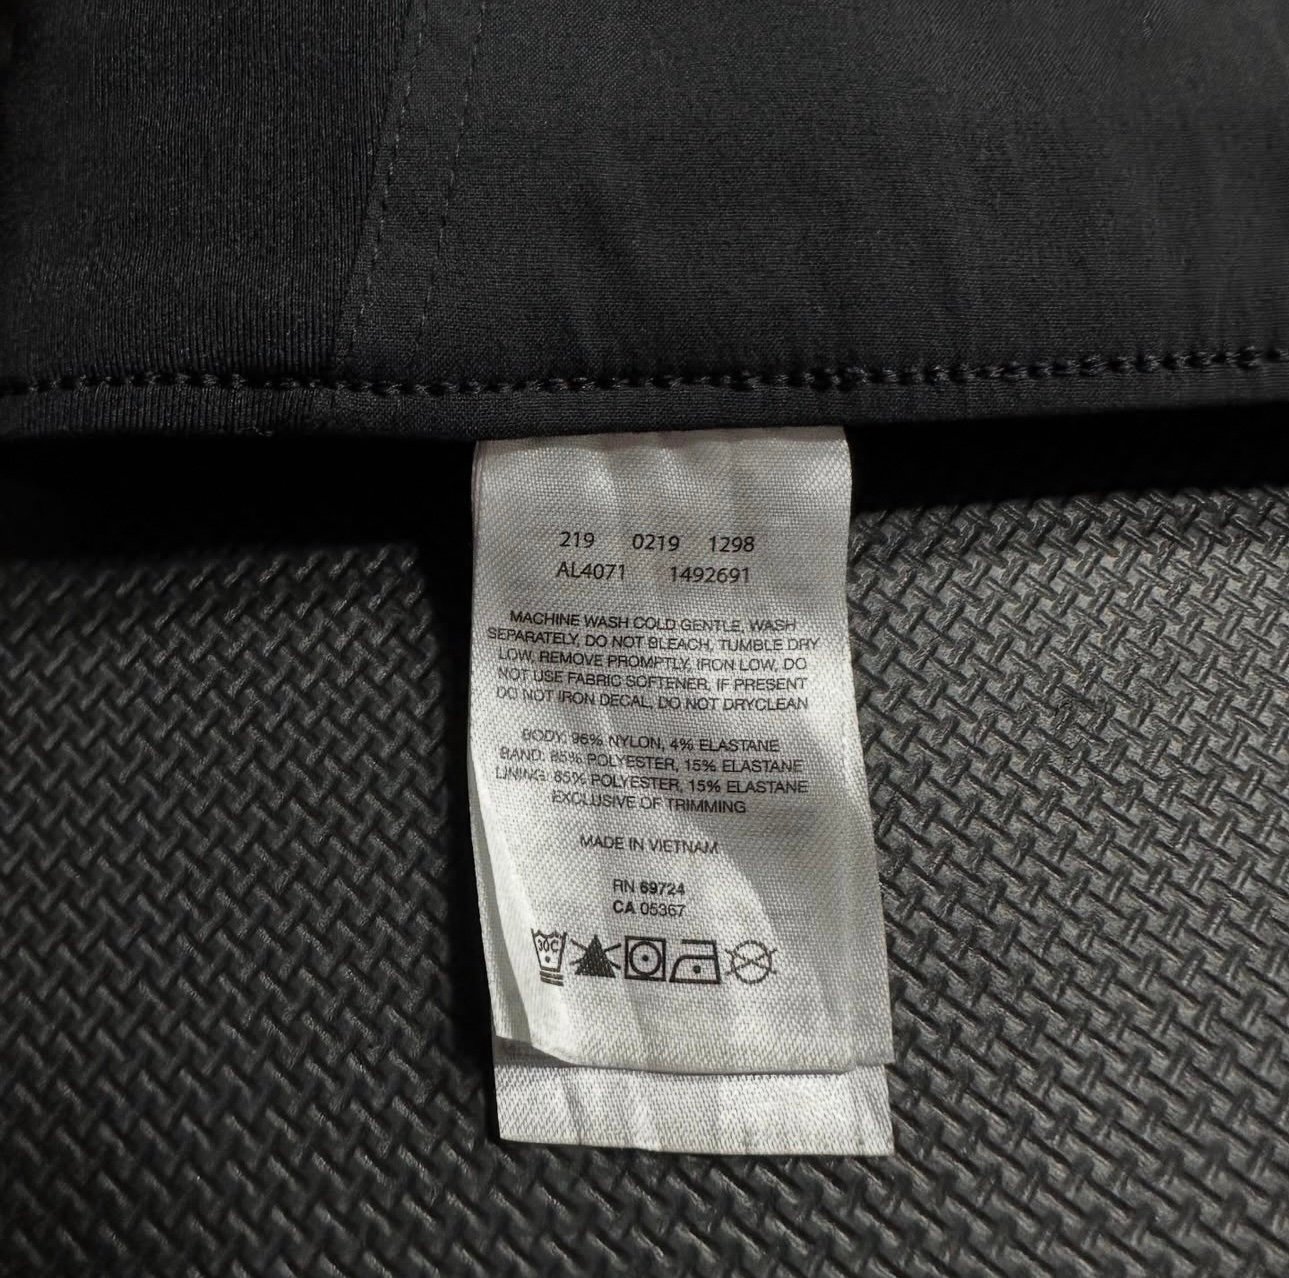 219 0219 1298
AL4071 1492691
MACHINE WASH COLD GENTLE, WASH
SEPARATELY, DO NOT BLEACH, TUMBLE DRY
LOW, REMOVE PROMPTLY, IRON LOW, DO
NOT USE FABRIC SOFTENER, IF PRESENT
DO NOT IRON DECAL, DO NOT DRYCLEAN
BODY: 96% NYLON, 4% ELASTANE
BAND: 85% POLYESTER, 15% ELASTANE
LINING: 85% POLYESTER, 15% ELASTANE
EXCLUSIVE OF TRIMMING
MADE IN VIETNAM
RN 69724
CA 05367
30C